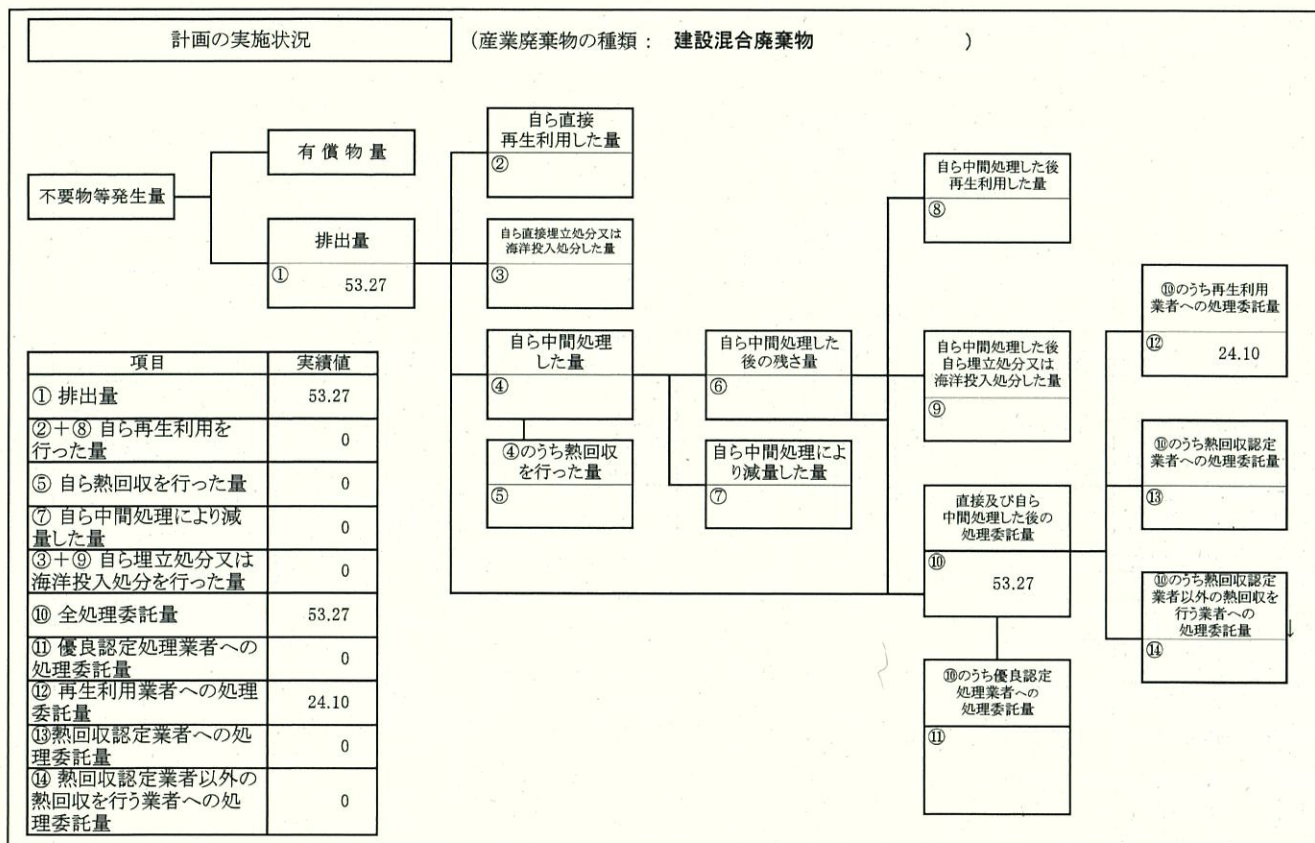 計画の実施状況
(産業廃棄物の種類： 建設混合廃棄物 )
不要物等発生量
有償物量
排出量
①
53.27
自ら直接
再生利用した量
②
自ら直接埋立処分又は
海洋投入処分した量
③
自ら中間処理
した量
④
④のうち熱回収
を行った量
⑤
自ら中間処理した
後の残さ量
⑥
自ら中間処理によ
り減量した量
⑦
自ら中間処理した後
再生利用した量
⑧
自ら中間処理した後
自ら埋立処分又は
海洋投入処分した量
⑨
直接及び自ら
中間処理した後の
処理委託量
⑩
53.27
⑩のうち優良認定
処理業者への
処理委託量
⑪
⑩のうち再生利用
業者への処理委託量
⑫
24.10
⑩のうち熱回収認定
業者への処理委託量
⑬
⑩のうち熱回収認定
業者以外の熱回収を
行う業者への
処理委託量
⑭
↓
項目 実績値
① 排出量 53.27
②＋⑧ 自ら再生利用を
行った量 0
⑤ 自ら熱回収を行った量 0
⑦ 自ら中間処理により減
量した量 0
③＋⑨ 自ら埋立処分又は
海洋投入処分を行った量 0
⑩ 全処理委託量 53.27
⑪ 優良認定処理業者への
処理委託量 0
⑫ 再生利用業者への処理
委託量 24.10
⑬熱回収認定業者への処
理委託量 0
⑭ 熱回収認定業者以外の
熱回収を行う業者への処
理委託量 0